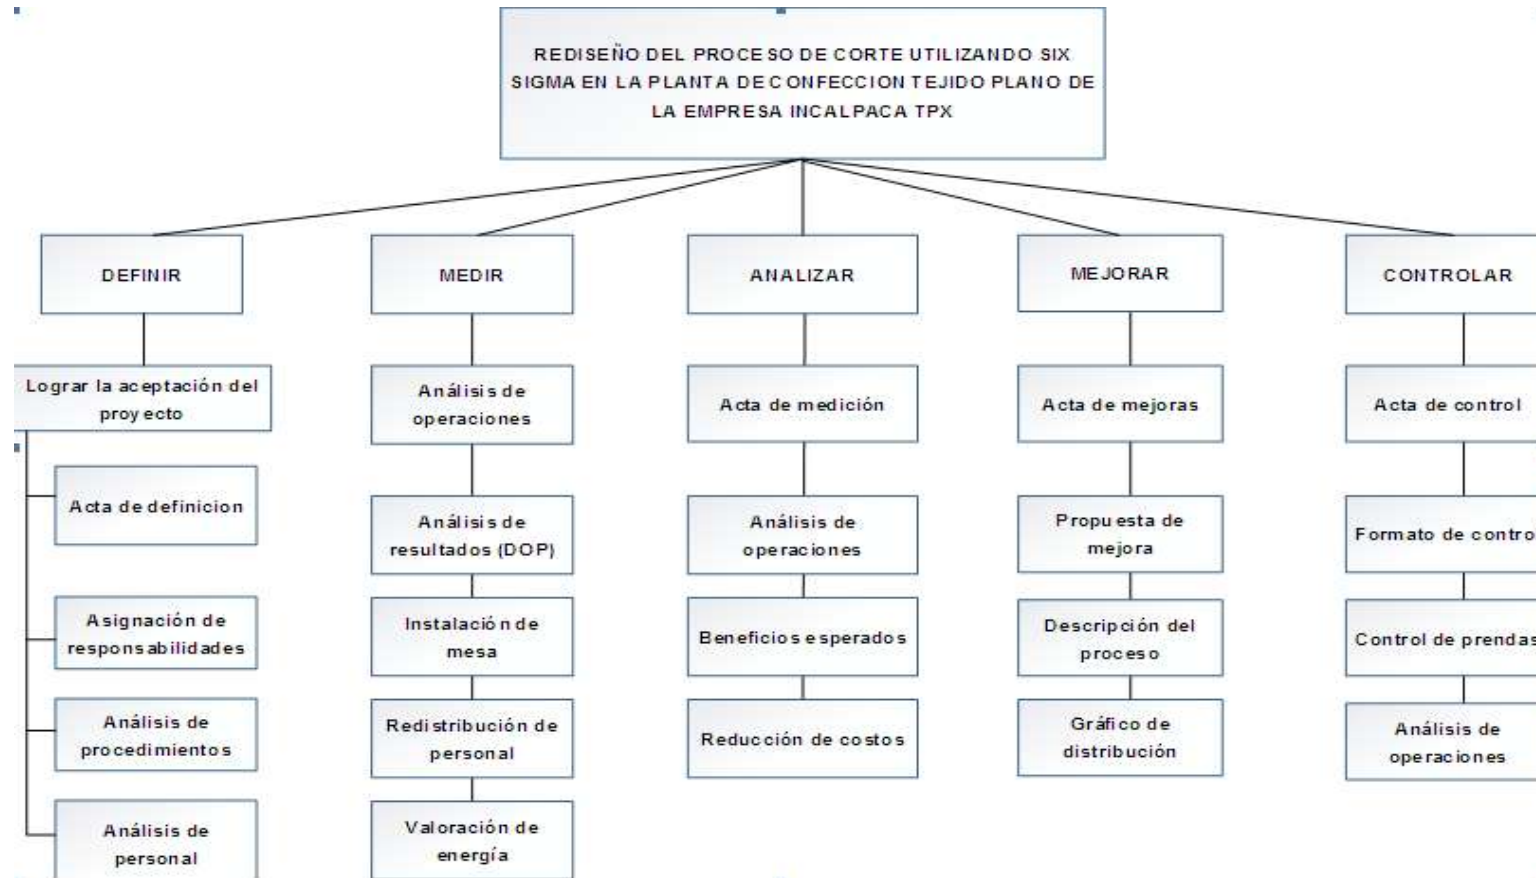 REDISEÑO DEL PROCESO DE CORTE UTILIZANDO SIX
SIGMA EN LA PLANTA DE CONFECCION TEJIDO PLANO DE
LA EMPRESA INCALPACA TPX
DEFINIR
MEDIR
ANALIZAR
MEJORAR
CONTROLAR
Lograr la aceptación del
proyecto
Acta de definicion
Asignación de
responsabilidades
Análisis de
procedimientos
Análisis de
personal
Análisis de
operaciones
Análisis de
resultados (DOP)
Instalación de
mesa
Redistribución de
personal
Valoración de
energía
Acta de medición
Análisis de
operaciones
Beneficios esperados
Reducción de costos
Acta de mejoras
Propuesta de
mejora
Descripción del
proceso
Gráfico de
distribución
Acta de control
Formato de contro
Control de prendas
Análisis de
operaciones